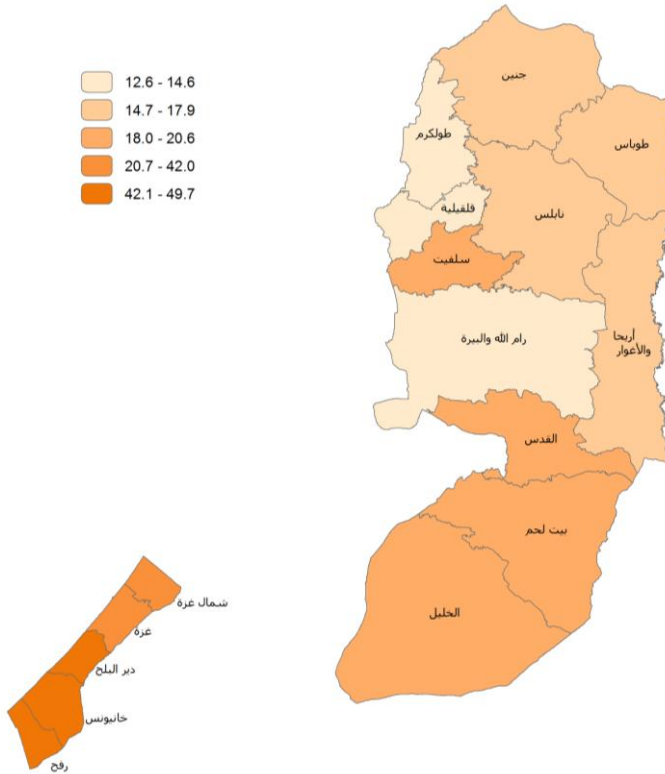 12.6 - 14.6
14.7 - 17.9
18.0 - 20.6
20.7 - 42.0
42.1 - 49.7
جنين
طولكرم
طوباس
قلقيلية
نابلس
سلفيت
رام الله والبيرة
أريحا
والأغوار
القدس
بيت لحم
الخليل
شمال غزة
غزة
دير البلح
خانيونس
رفح